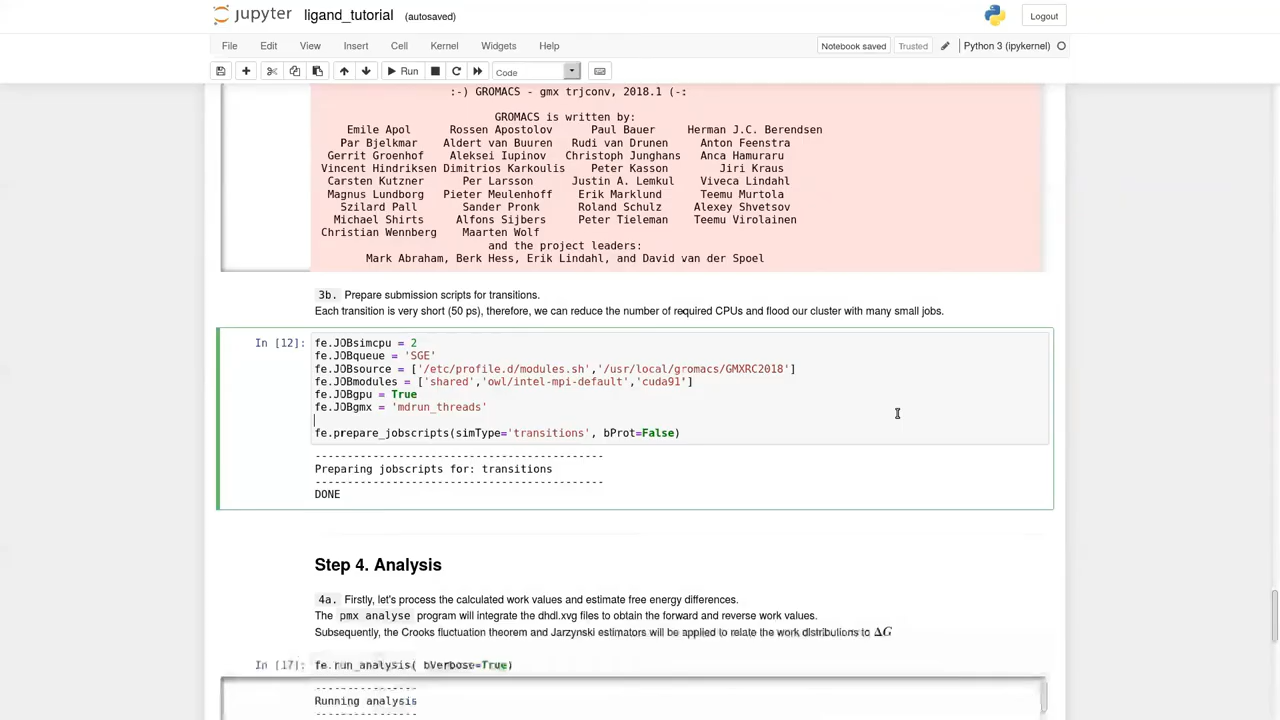 jupyter ligand_tutorial (autosaved)
Logout
File Edit View Insert Cell Kernel Widgets Help
Notebook saved Trusted Python 3 (ipykernel)
Run Code
:-) GROMACS - gmx trjconv, 2018.1 (-:
GROMACS is written by:
Emile Apol Rossen Apostolov Paul Bauer Herman J.C. Berendsen
Par Bjelkmar Aldert van Buuren Rudi van Drunen Anton Feenstra
Gerrit Groenhof Aleksei Iupinov Christoph Junghans Anca Hamuraru
Vincent Hindriksen Dimitrios Karkoulis Peter Kasson Jiri Kraus
Carsten Kutzner Per Larsson Justin A. Lemkul Viveca Lindahl
Magnus Lundborg Pieter Meulenhoff Erik Marklund Teemu Murtola
Szilard Pall Sander Pronk Roland Schulz Alexey Shvetsov
Michael Shirts Alfons Sijbers Peter Tieleman Teemu Virolainen
Christian Wennberg Maarten Wolf
and the project leaders:
Mark Abraham, Berk Hess, Erik Lindahl, and David van der Spoel
3b. Prepare submission scripts for transitions.
Each transition is very short (50 ps), therefore, we can reduce the number of required CPUs and flood our cluster with many small jobs.
In [12]: fe.JOBsimcpu = 2
fe.JOBqueue = 'SGE'
fe.JOBsource = ['/etc/profile.d/modules.sh','/usr/local/gromacs/GMXRC2018']
fe.JOBmodules = ['shared','owl/intel-mpi-default','cuda91']
fe.JOBgpu = True
fe.JOBgmx = 'mdrun_threads'
fe.prepare_jobscripts(simType='transitions', bProt=False)
---------------------------------------------
Preparing jobscripts for: transitions
---------------------------------------------
DONE
Step 4. Analysis
4a. Firstly, let's process the calculated work values and estimate free energy differences.
The pmx analyse program will integrate the dhdl.xvg files to obtain the forward and reverse work values.
Subsequently, the Crooks fluctuation theorem and Jarzynski estimators will be applied to relate the work distributions to ΔG
In [17]: fe.run_analysis( bVerbose=True)
----------------
Running analysis
----------------